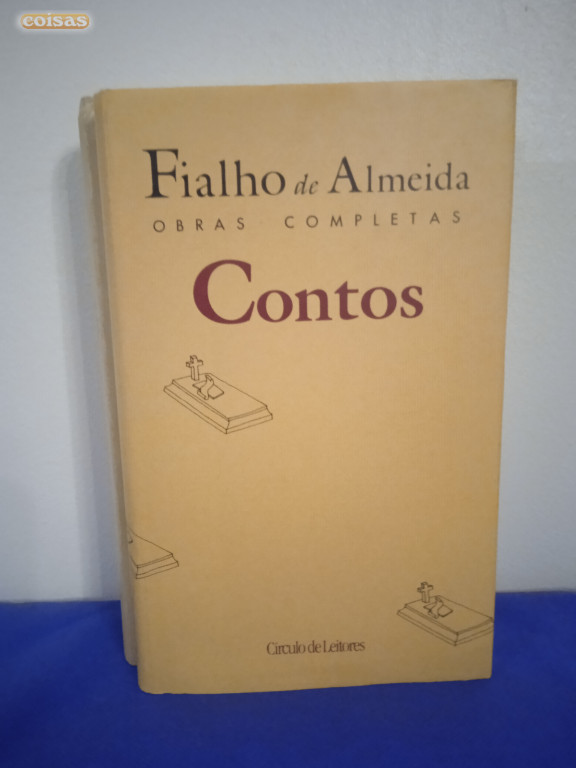 coisas
Fialho de Almeida
OBRAS COMPLETAS
Contos
Círculo de Leitores